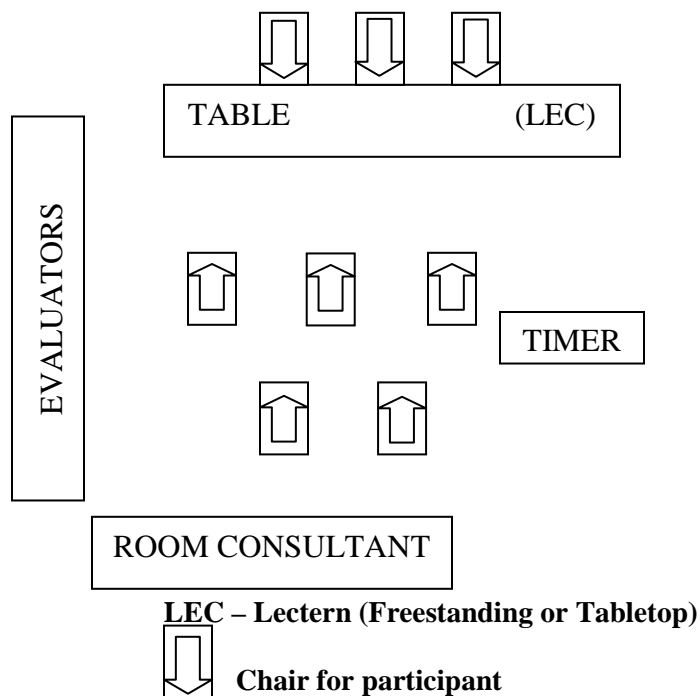 TABLE (LEC)
EVALUATORS
TIMER
ROOM CONSULTANT
LEC – Lectern (Freestanding or Tabletop)
Chair for participant